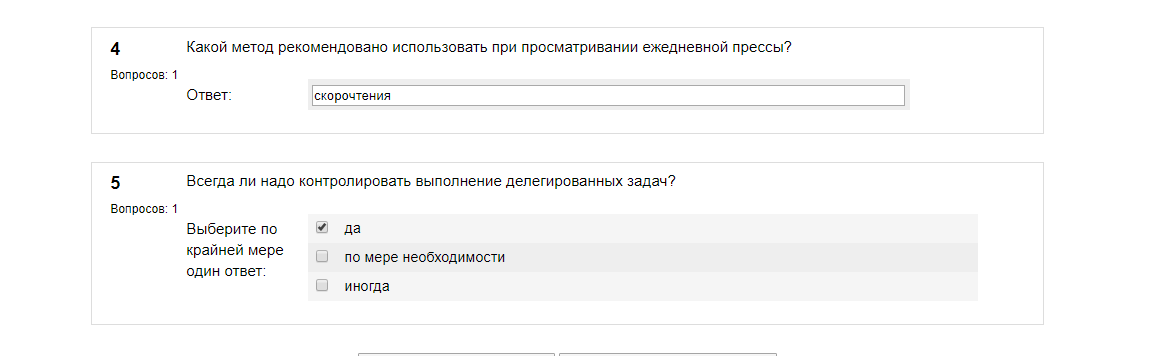 4
Какой метод рекомендовано использовать при просматривании ежедневной прессы?
Вопросов: 1
Ответ:
скорочтения
5
Всегда ли надо контролировать выполнение делегированных задач?
Вопросов: 1
Выберите по
крайней мере
один ответ:
да
по мере необходимости
иногда